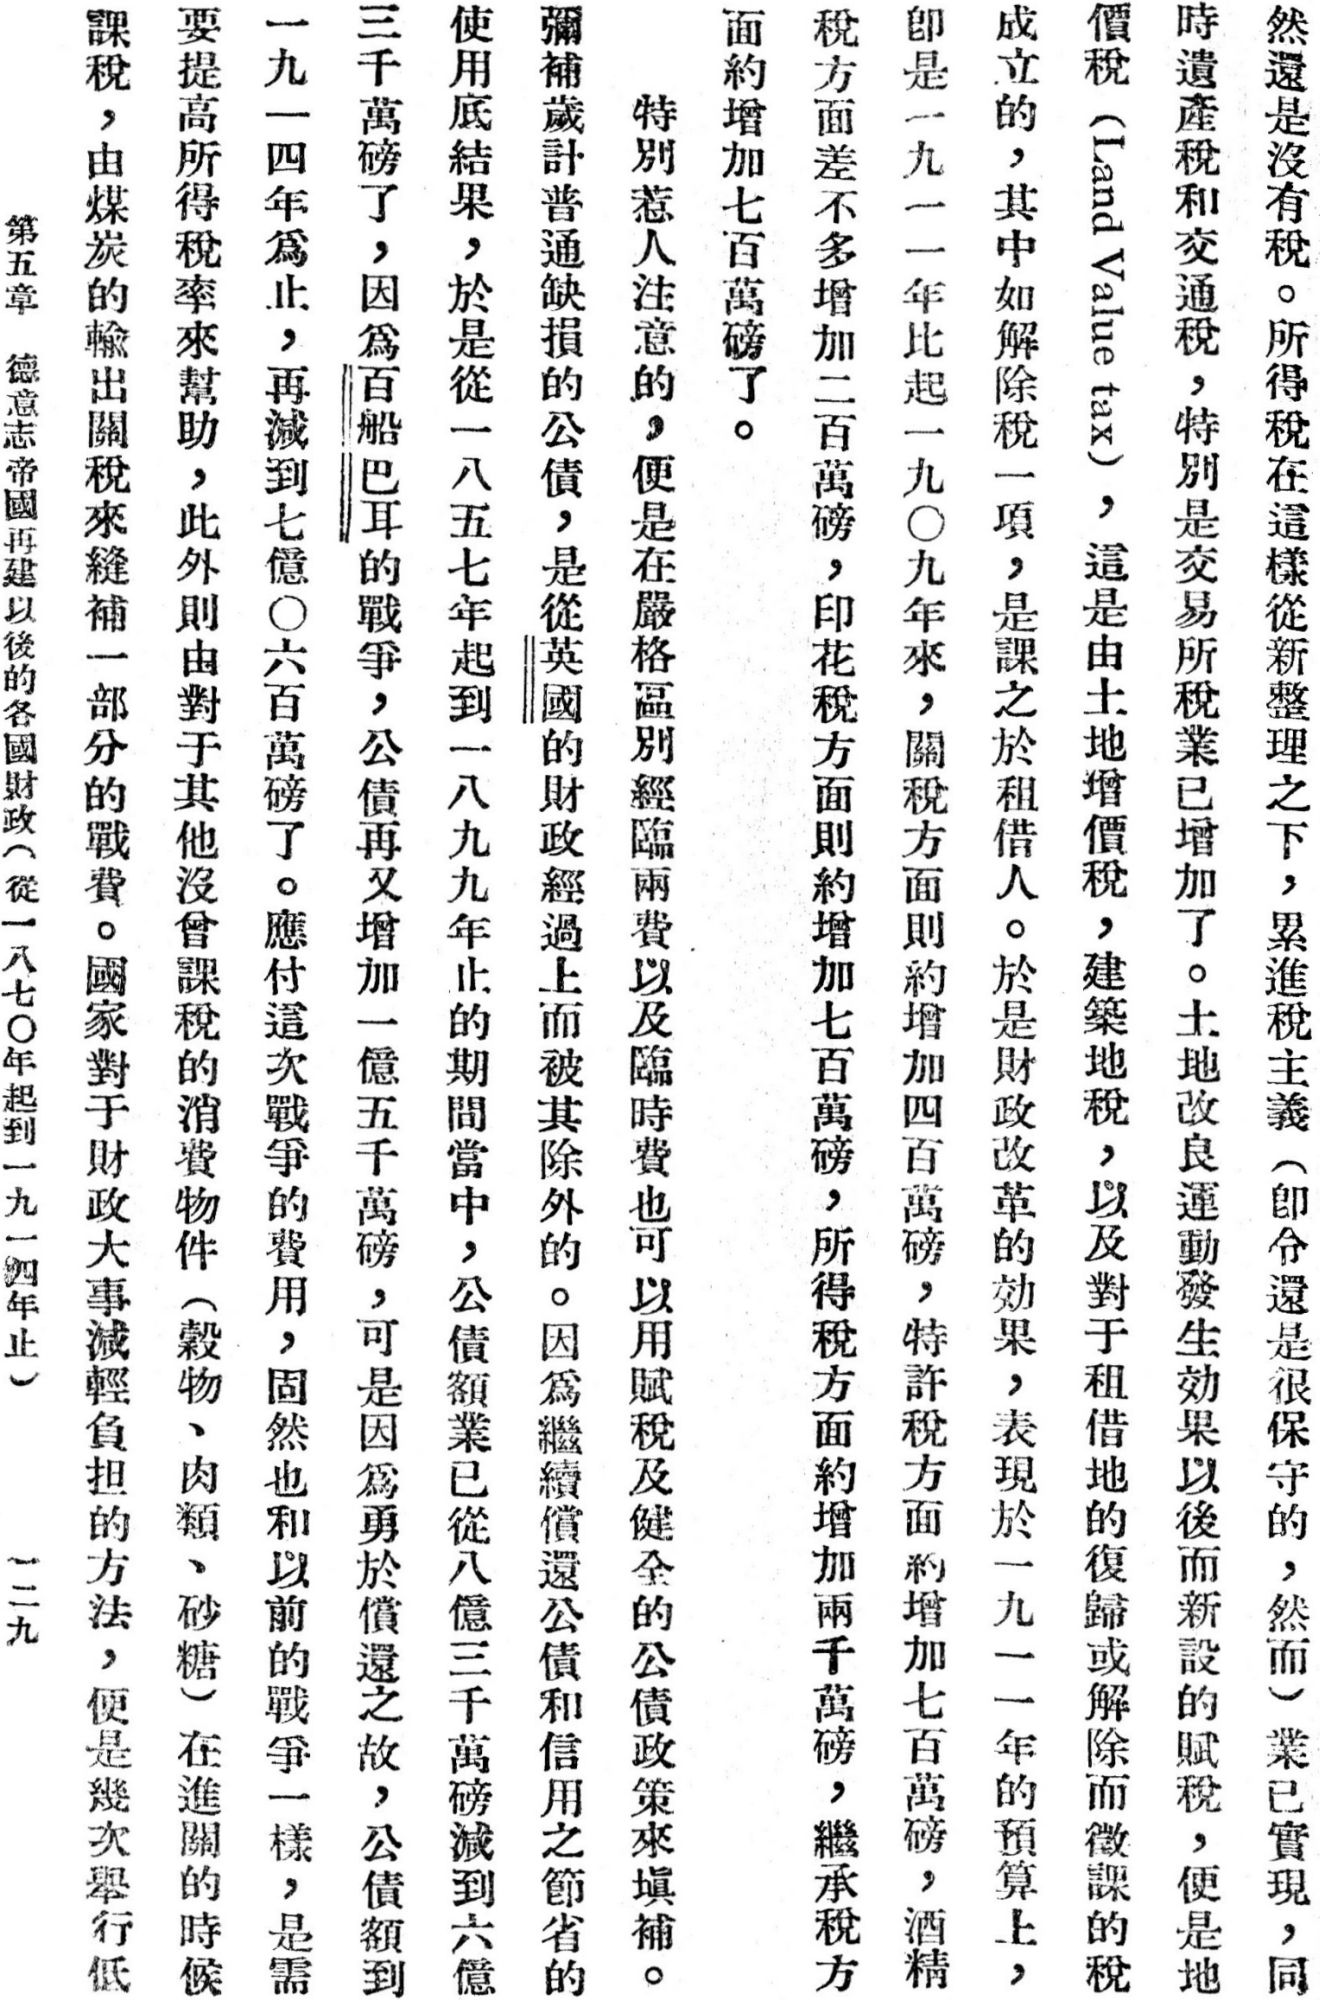 然還是沒有稅。所得稅在這樣從新整理之下，累進稅主義（卽令還是很保守的，然而）業已實現，同
時遺產稅和交通稅，特別是交易所稅業已增加了。土地改良運動發生効果以後而新設的賦稅，便是地
價稅（Land Value tax），這是由土地增價稅，建築地稅，以及對于租借地的復歸或解除而徵課的稅
成立的，其中如解除稅一項，是課之於租借人。於是財政改革的効果，表現於一九一一年的預算上，
卽是一九一一年比起一九〇九年來，關稅方面則約增加四百萬磅，特許稅方面約增加七百萬磅，酒精
稅方面差不多增加二百萬磅，印花稅方面則約增加七百萬磅，所得稅方面約增加兩千萬磅，繼承稅方
面約增加七百萬磅了。
特別惹人注意的，便是在嚴格區別經臨兩費以及臨時費也可以用賦稅及健全的公債政策來塡補。
彌補歲計普通缺損的公債，是從英國的財政經過上而被其除外的。因爲繼續償還公債和信用之節省的
使用底結果，於是從一八五七年起到一八九九年止的期間當中，公債額業已從八億三千萬磅減到六億
三千萬磅了，因爲百船巴耳的戰爭，公債再又增加一億五千萬磅，可是因爲勇於償還之故，公債額到
一九一四年爲止，再減到七億〇六百萬磅了。應付這次戰爭的費用，固然也和以前的戰爭一樣，是需
要提高所得稅率來幫助，此外則由對于其他沒曾課稅的消費物件（穀物、肉類、砂糖）在進關的時候
課稅，由煤炭的輸出關稅來縫補一部分的戰費。國家對于財政大事減輕負担的方法，便是幾次舉行低
第五章　德意志帝國再建以後的各國財政（從一八七〇年起到一九一四年止）　一二九